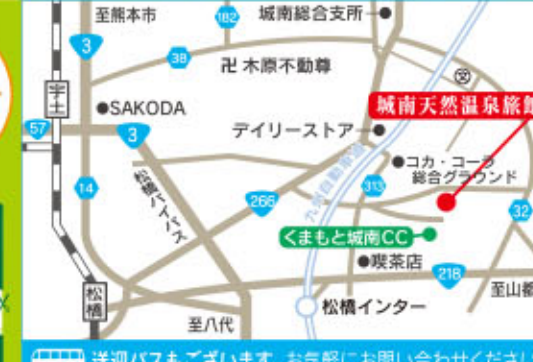 至熊本市
182
城南総合支所
3
38
卍木原不動尊
宇土
SAKODA
城南天然温泉旅館
57
3
デイリーストア
コカ・コーラ
総合グラウンド
14
松橋バイパス
266
九州自動車道
313
32
くまもと城南CC
喫茶店
218
松橋
至山都
松橋インター
至八代
送迎バスもございます。お気軽にお問い合わせください